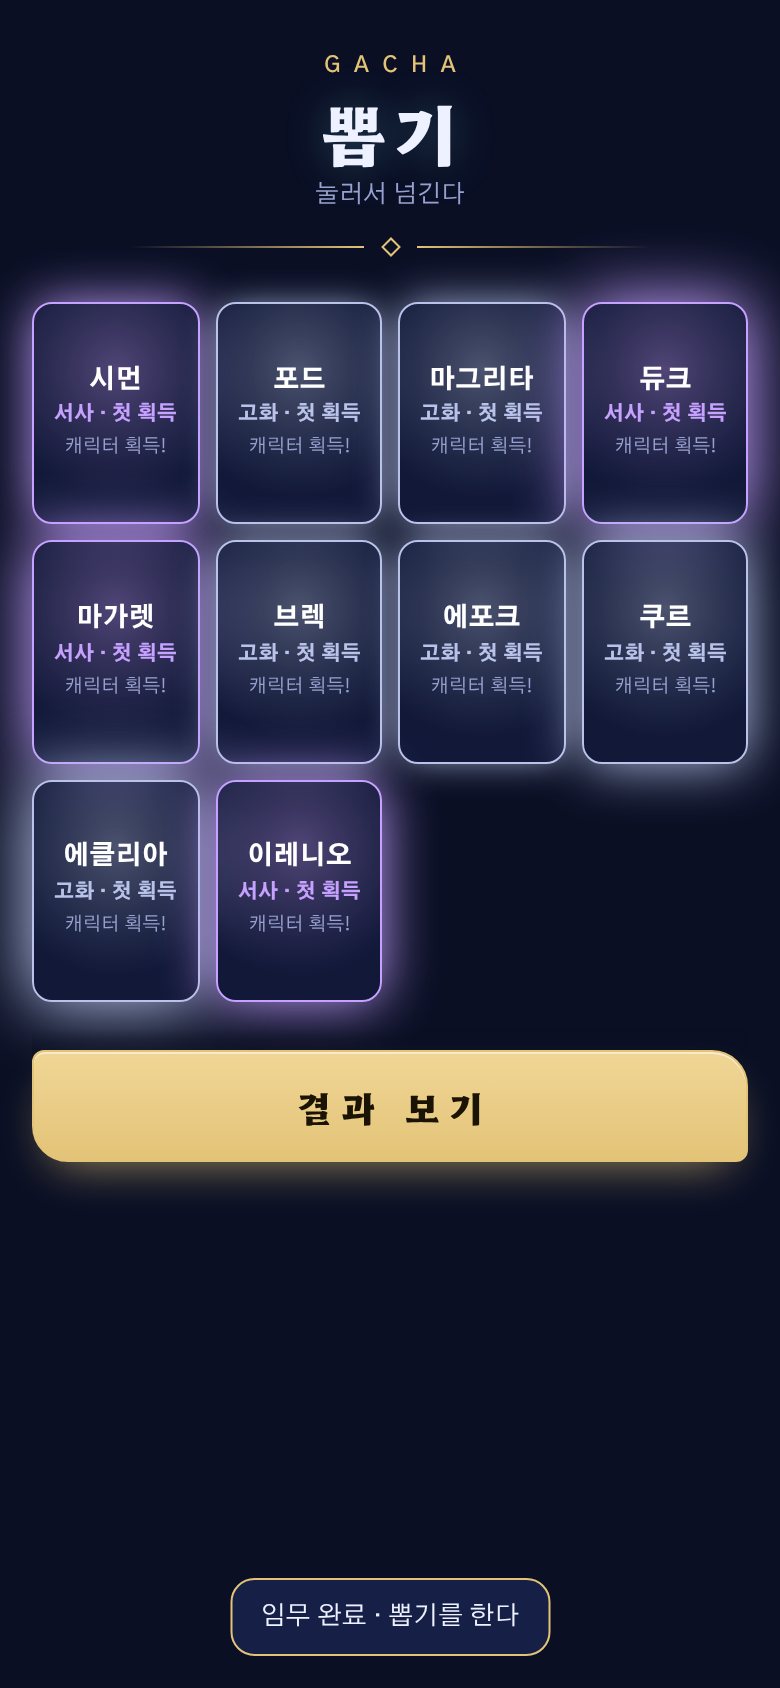 GACHA
뽑기
눌러서 넘긴다
시먼
서사 · 첫 획득
캐릭터 획득!
포드
고화 · 첫 획득
캐릭터 획득!
마그리타
고화 · 첫 획득
캐릭터 획득!
듀크
서사 · 첫 획득
캐릭터 획득!
마가렛
서사 · 첫 획득
캐릭터 획득!
브렉
고화 · 첫 획득
캐릭터 획득!
에포크
고화 · 첫 획득
캐릭터 획득!
쿠르
고화 · 첫 획득
캐릭터 획득!
에클리아
고화 · 첫 획득
캐릭터 획득!
이레니오
서사 · 첫 획득
캐릭터 획득!
결과 보기
임무 완료 · 뽑기를 한다